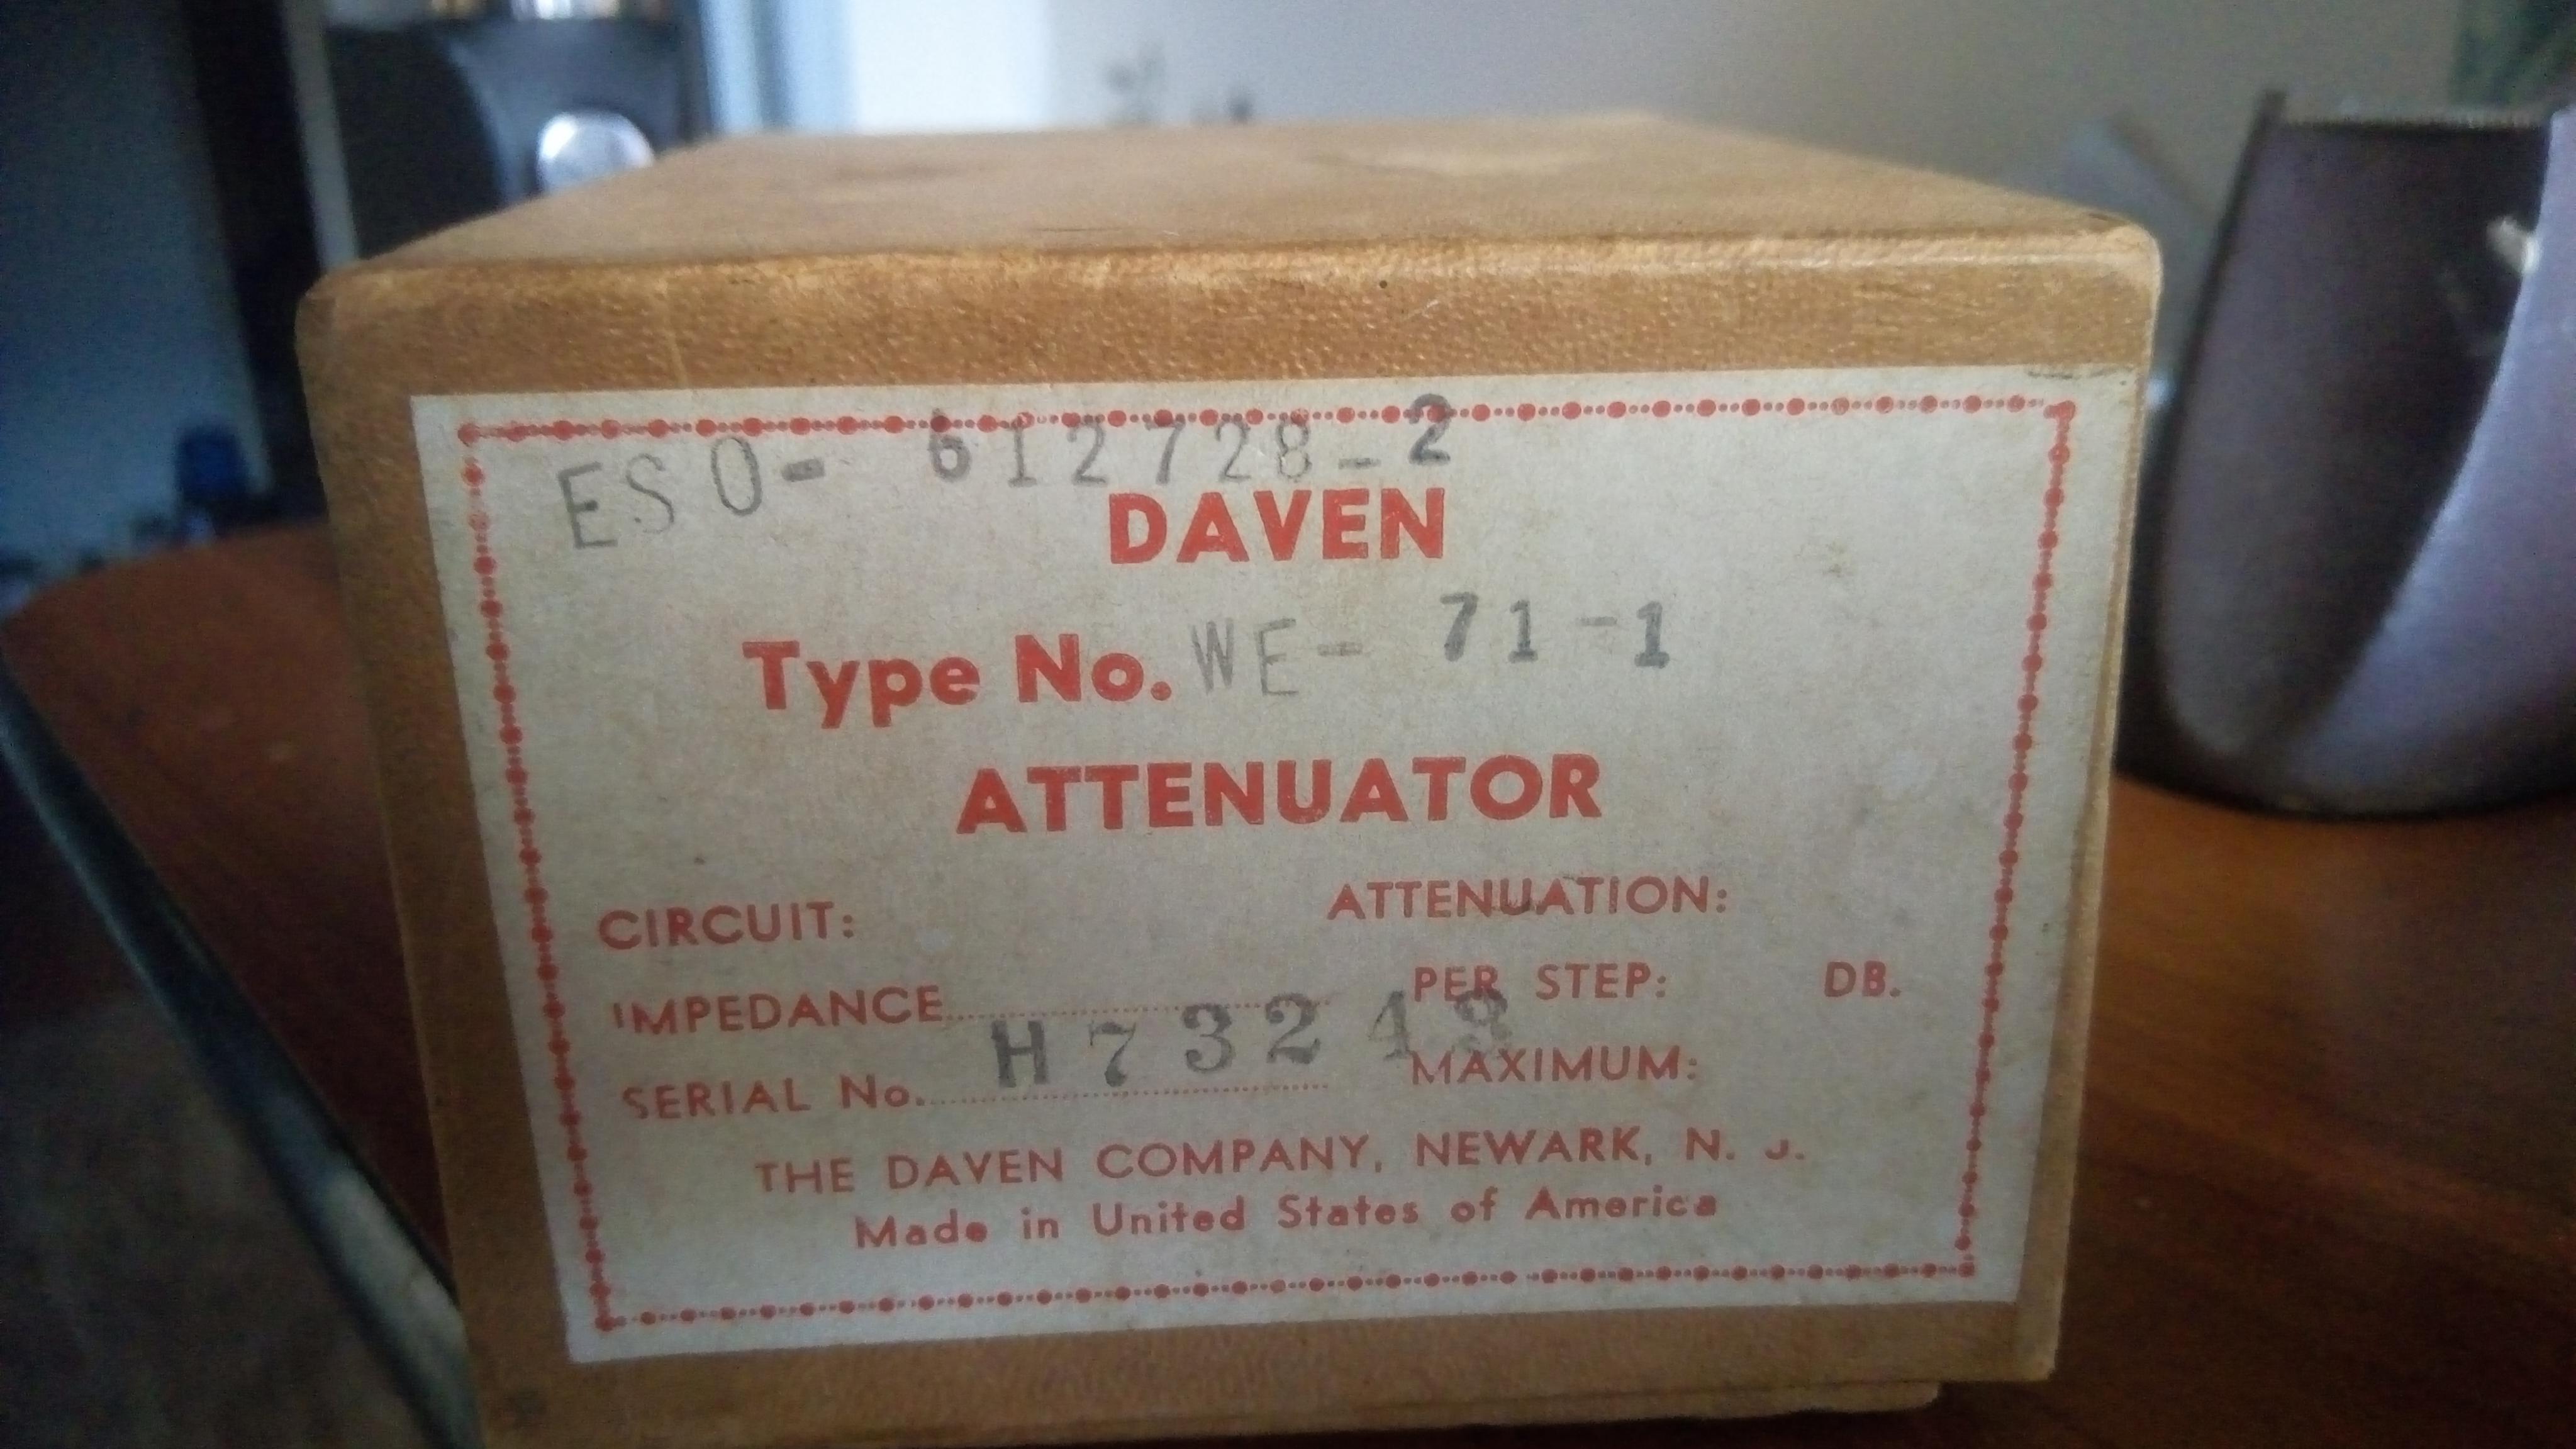 ESO- 612728-2
DAVEN
Type No. WE- 71-1
ATTENUATOR
CIRCUIT:
ATTENUATION:
IMPEDANCE
PER STEP: DB.
SERIAL No. H73243
MAXIMUM:
THE DAVEN COMPANY, NEWARK, N. J.
Made in United States of America